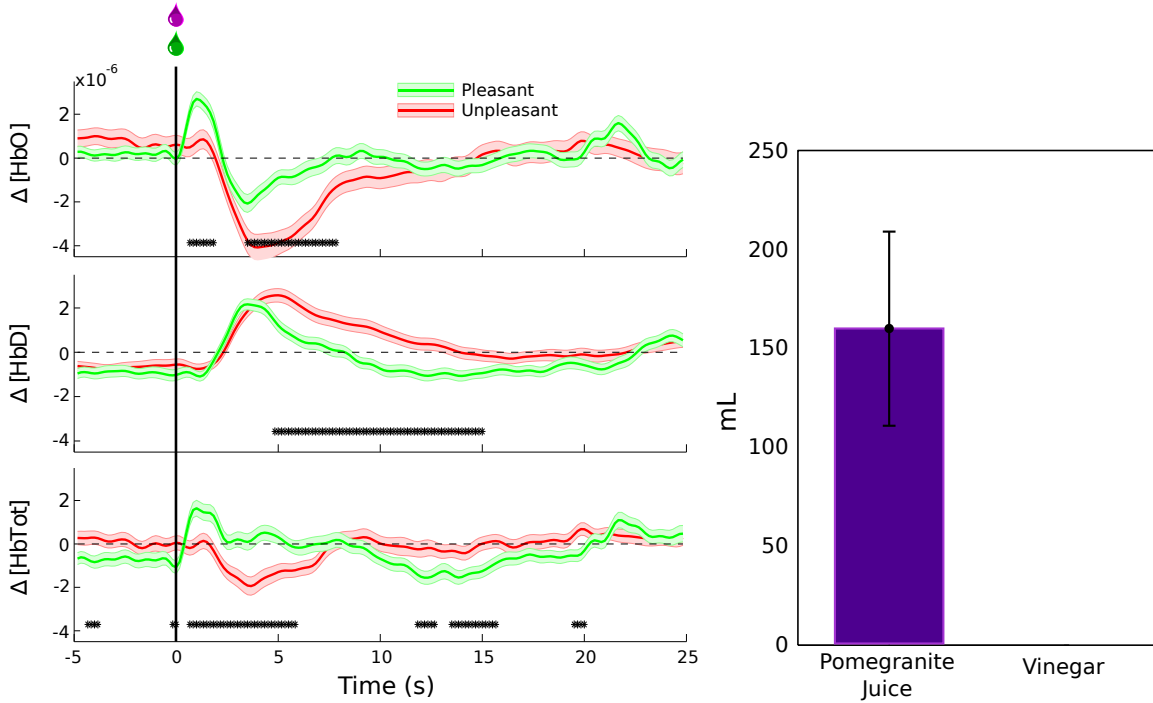 x10^-6
Pleasant
Unpleasant
Δ [HbO]
2
0
-2
-4
Δ [HbD]
2
0
-2
-4
Δ [HbTot]
2
0
-2
-4
-5 0 5 10 15 20 25
Time (s)
mL
250
200
150
100
50
0
Pomegranite
Juice
Vinegar